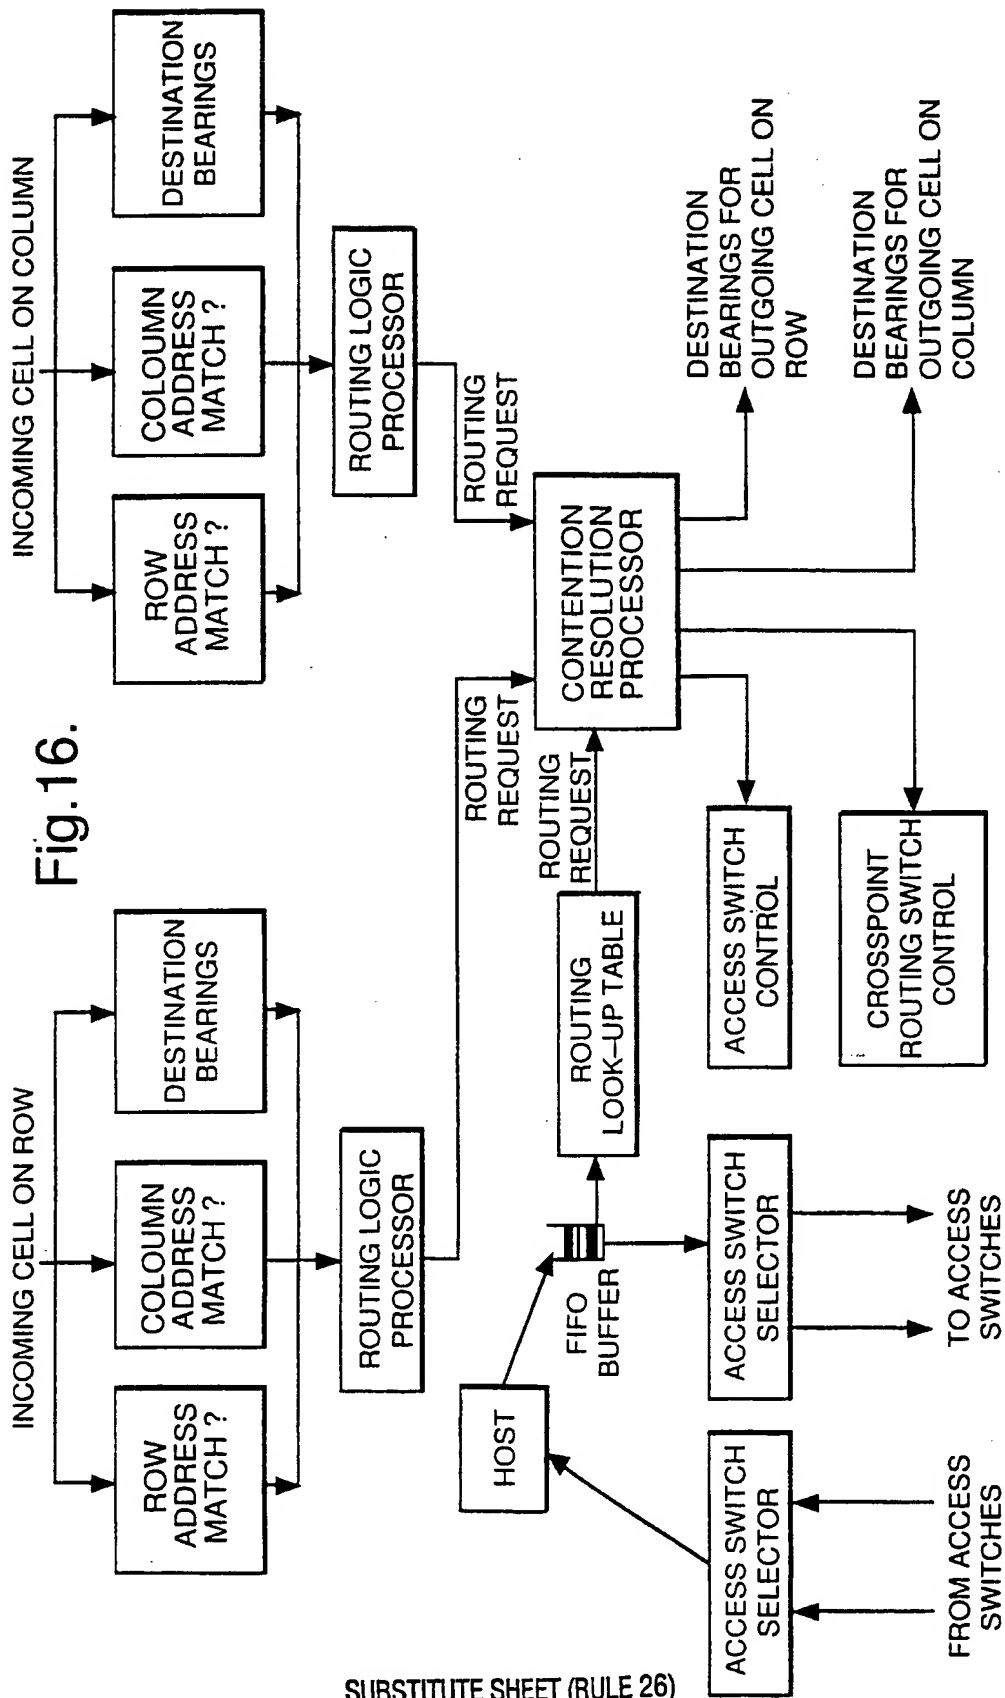 Fig.16.
INCOMING CELL ON ROW
ROW
ADDRESS
MATCH ?
COLOUMN
ADDRESS
MATCH ?
DESTINATION
BEARINGS
ROUTING LOGIC
PROCESSOR
INCOMING CELL ON COLUMN
ROW
ADDRESS
MATCH ?
COLOUMN
ADDRESS
MATCH ?
DESTINATION
BEARINGS
ROUTING LOGIC
PROCESSOR
ROUTING
REQUEST
ROUTING
REQUEST
ROUTING
REQUEST
HOST
FIFO
BUFFER
ROUTING
LOOK-UP TABLE
CONTENTION
RESOLUTION
PROCESSOR
ACCESS SWITCH
SELECTOR
ACCESS SWITCH
SELECTOR
ACCESS SWITCH
CONTROL
CROSSPOINT
ROUTING SWITCH
CONTROL
DESTINATION
BEARINGS FOR
OUTGOING CELL ON
ROW
DESTINATION
BEARINGS FOR
OUTGOING CELL ON
COLUMN
FROM ACCESS
SWITCHES
TO ACCESS
SWITCHES
SUBSTITUTE SHEET (RULE 26)